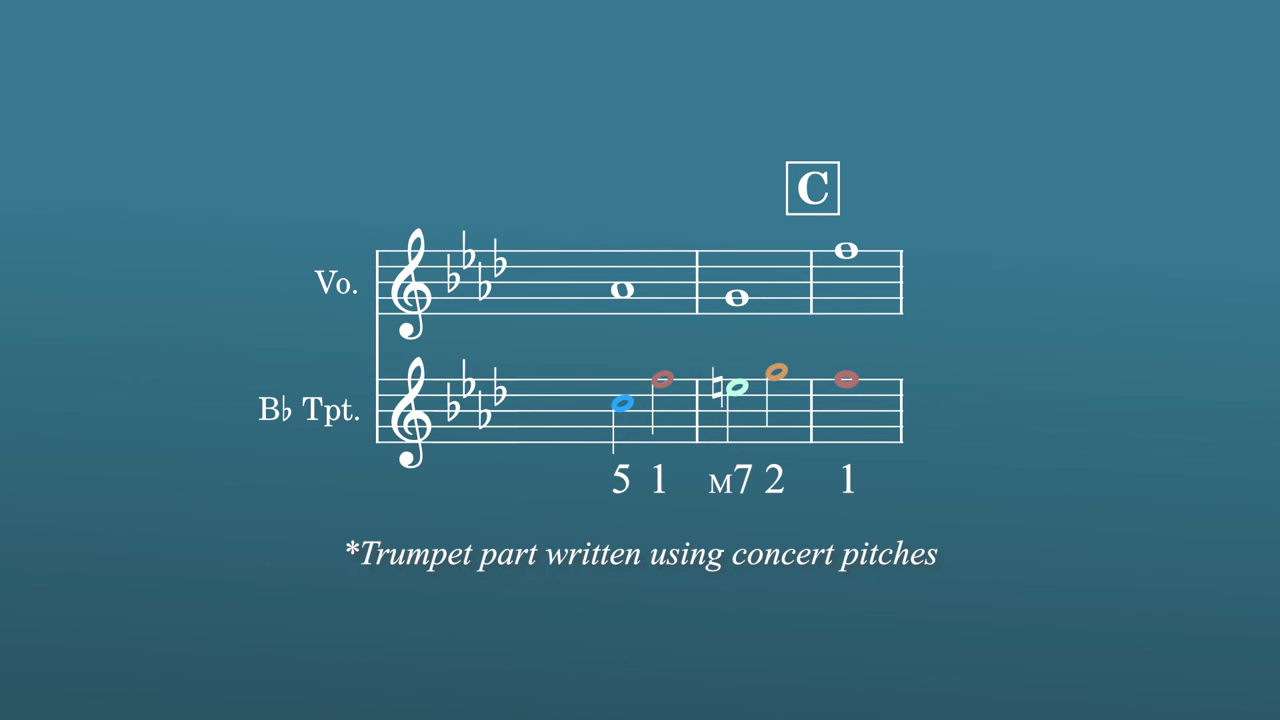 C
Vo.
B♭ Tpt.
5 1 M7 2 1
*Trumpet part written using concert pitches